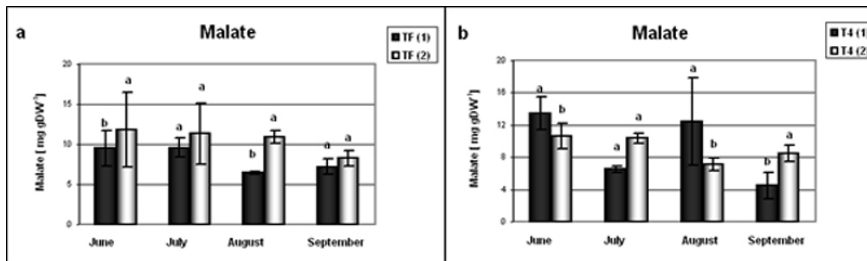 a
Malate
TF (1)
TF (2)
Malate [ mg gDW⁻¹]
20
15
10
5
0
b
a
a
a
b
a
a
a
June
July
August
September
b
Malate
T4 (1)
T4 (2)
Malate [ mg gDW⁻¹]
20
16
12
8
4
0
a
b
a
a
a
b
b
a
June
July
August
September